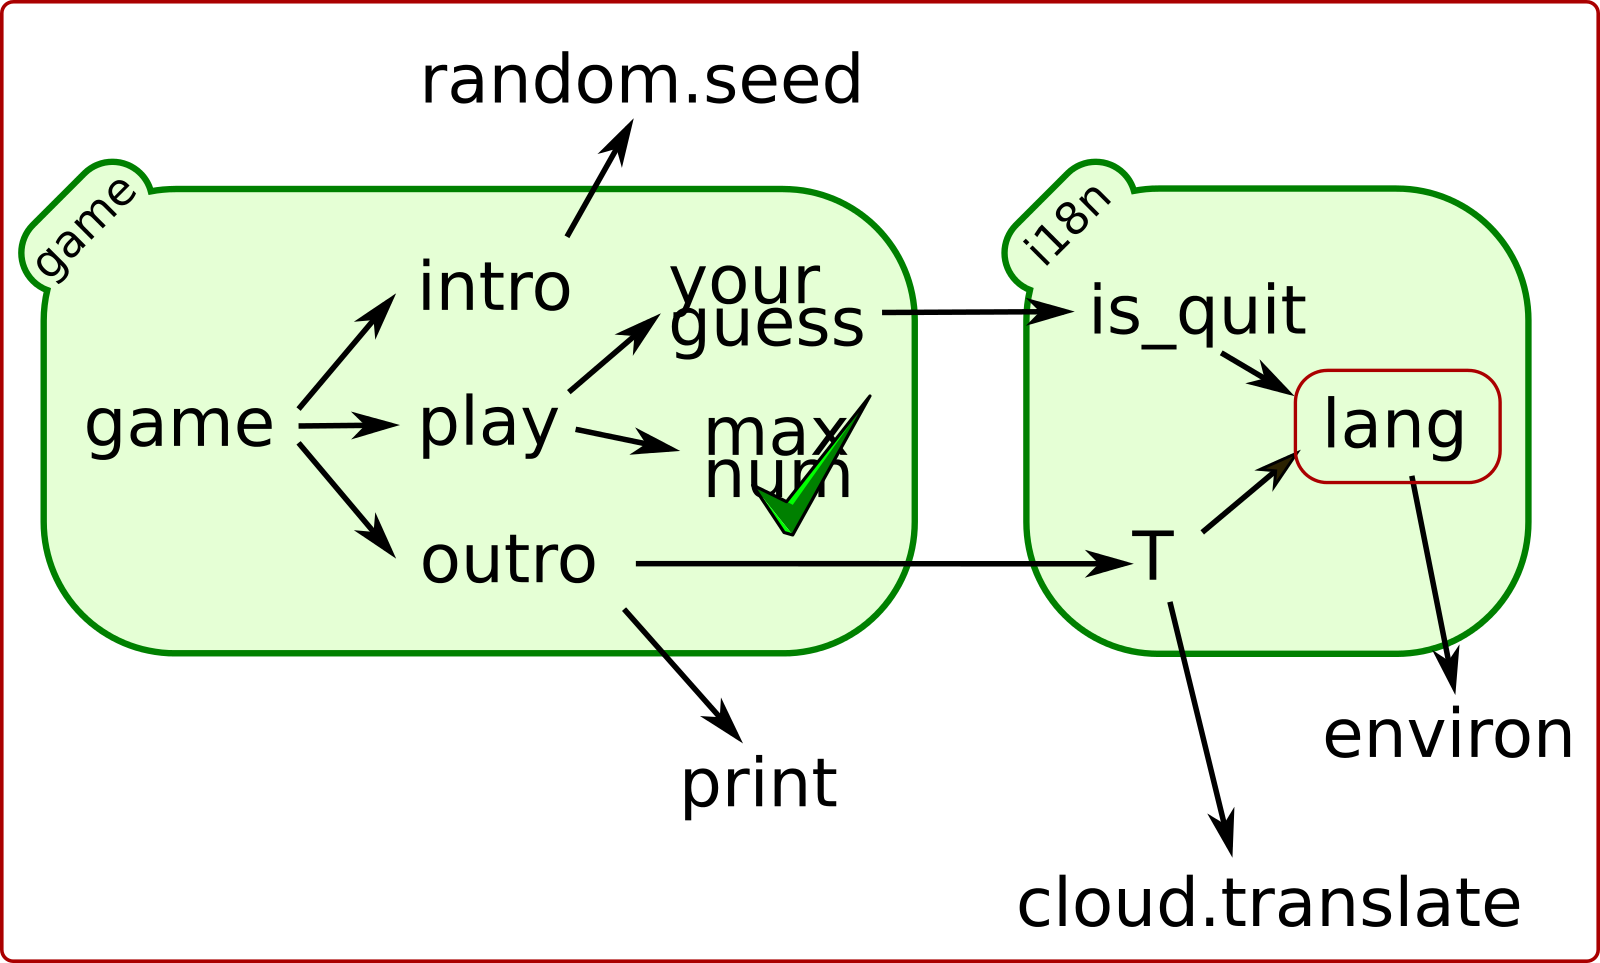 random.seed
game
i18n
intro
your
guess
is_quit
game
play
max
num
lang
outro
T
print
environ
cloud.translate